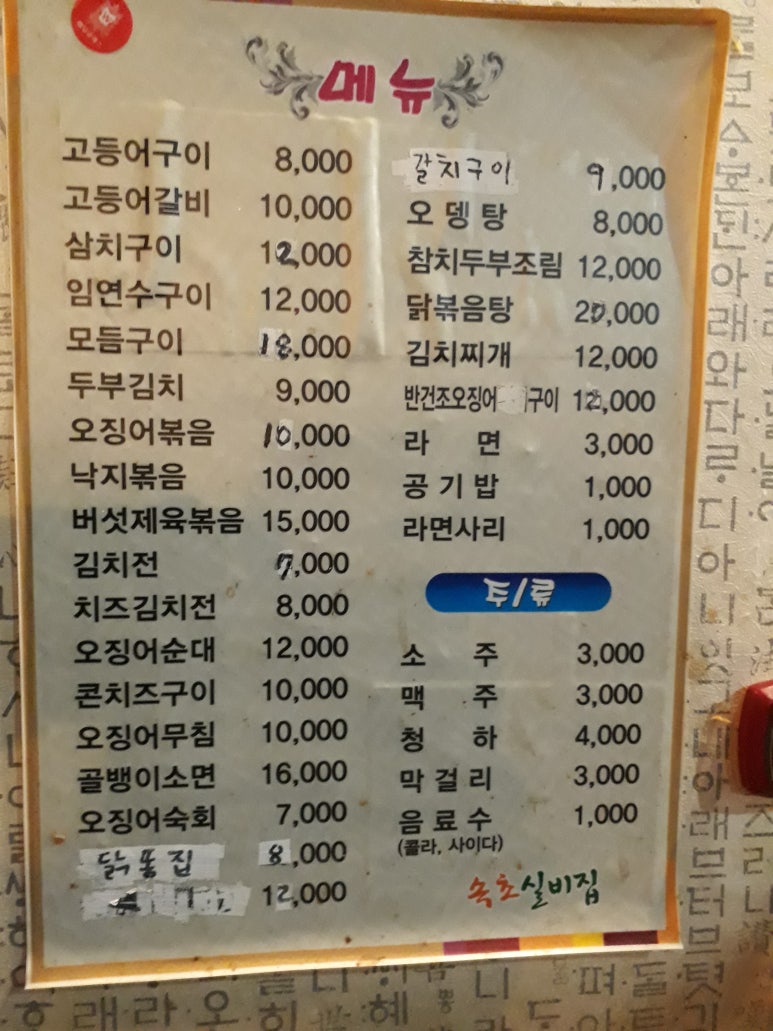 메뉴
고등어구이 8,000
고등어갈비 10,000
삼치구이 12,000
임연수구이 12,000
모듬구이 18,000
두부김치 9,000
오징어볶음 10,000
낙지볶음 10,000
버섯제육볶음 15,000
김치전 7,000
치즈김치전 8,000
오징어순대 12,000
콘치즈구이 10,000
오징어무침 10,000
골뱅이소면 16,000
오징어숙회 7,000
닭똥집 8,000
12,000
갈치구이 9,000
오뎅탕 8,000
참치두부조림 12,000
닭볶음탕 20,000
김치찌개 12,000
반건조오징어 구이 12,000
라면 3,000
공기밥 1,000
라면사리 1,000
주/류
소주 3,000
맥주 3,000
청하 4,000
막걸리 3,000
음료수 1,000
(콜라, 사이다)
속초실비집